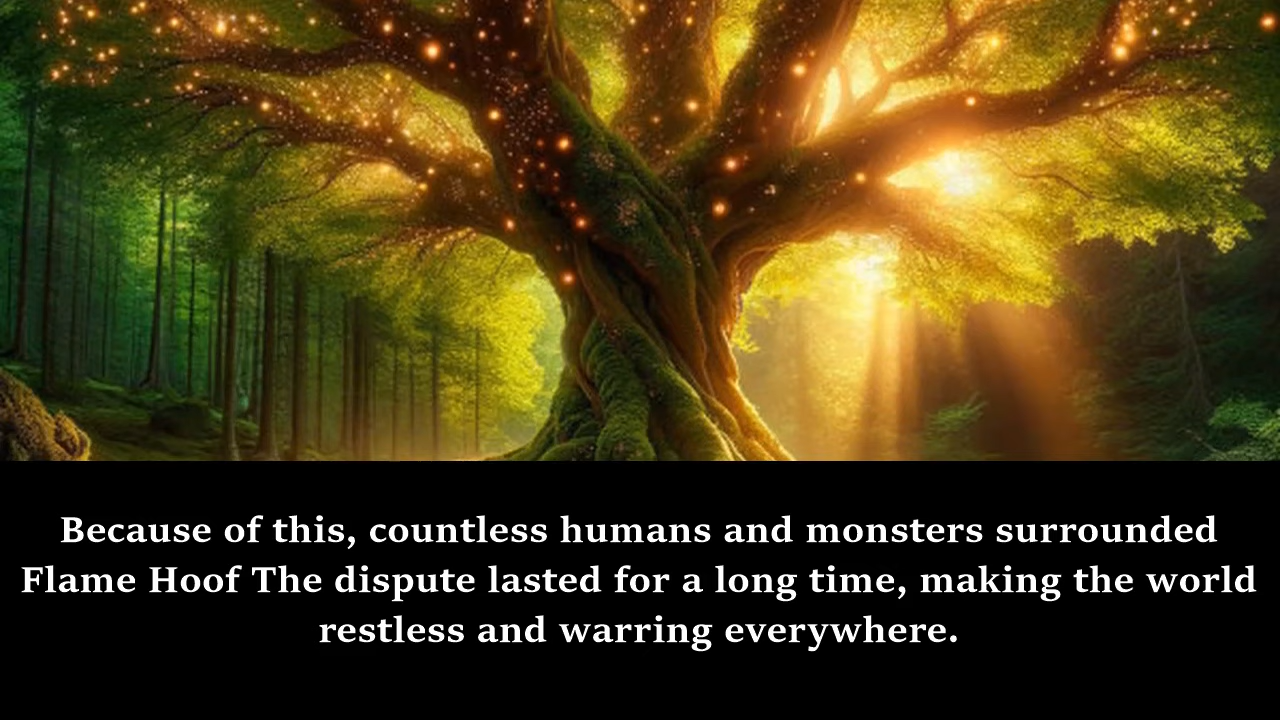 Because of this, countless humans and monsters surrounded
Flame Hoof The dispute lasted for a long time, making the world
restless and warring everywhere.